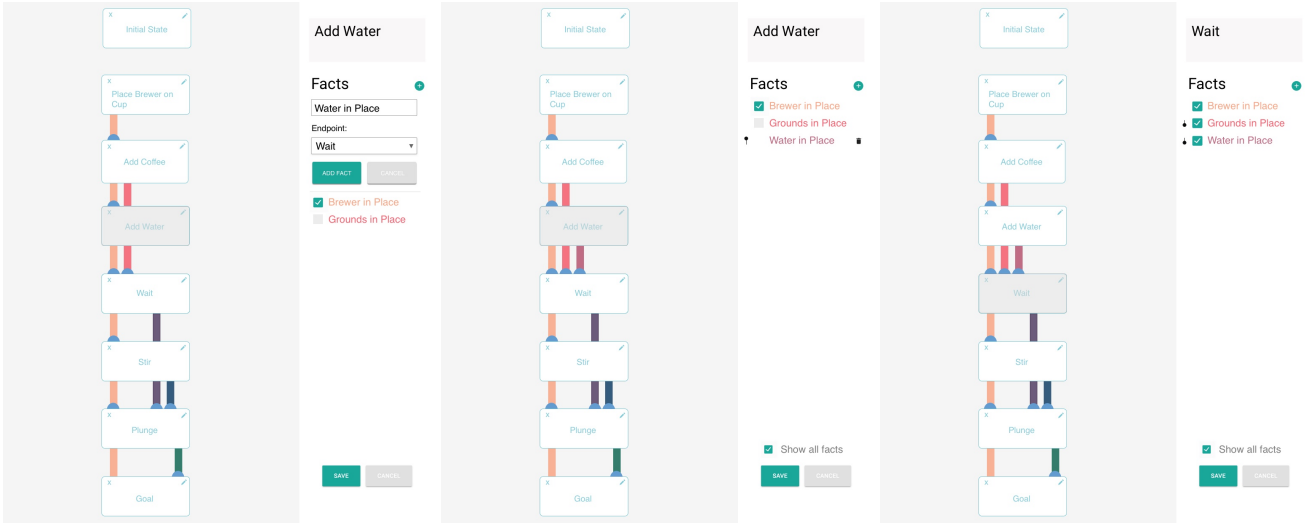 x
Initial State
x
Place Brewer on
Cup
x
Add Coffee
x
Add Water
x
Wait
x
Stir
x
Plunge
x
Goal
Add Water
Facts
+
Water in Place
Endpoint:
Wait
ADD FACT
CANCEL
Brewer in Place
Grounds in Place
SAVE
CANCEL
x
Initial State
x
Place Brewer on
Cup
x
Add Coffee
x
Add Water
x
Wait
x
Stir
x
Plunge
x
Goal
Add Water
Facts
+
Brewer in Place
Grounds in Place
Water in Place
Show all facts
SAVE
CANCEL
x
Initial State
x
Place Brewer on
Cup
x
Add Coffee
x
Add Water
x
Wait
x
Stir
x
Plunge
x
Goal
Wait
Facts
+
Brewer in Place
Grounds in Place
Water in Place
Show all facts
SAVE
CANCEL